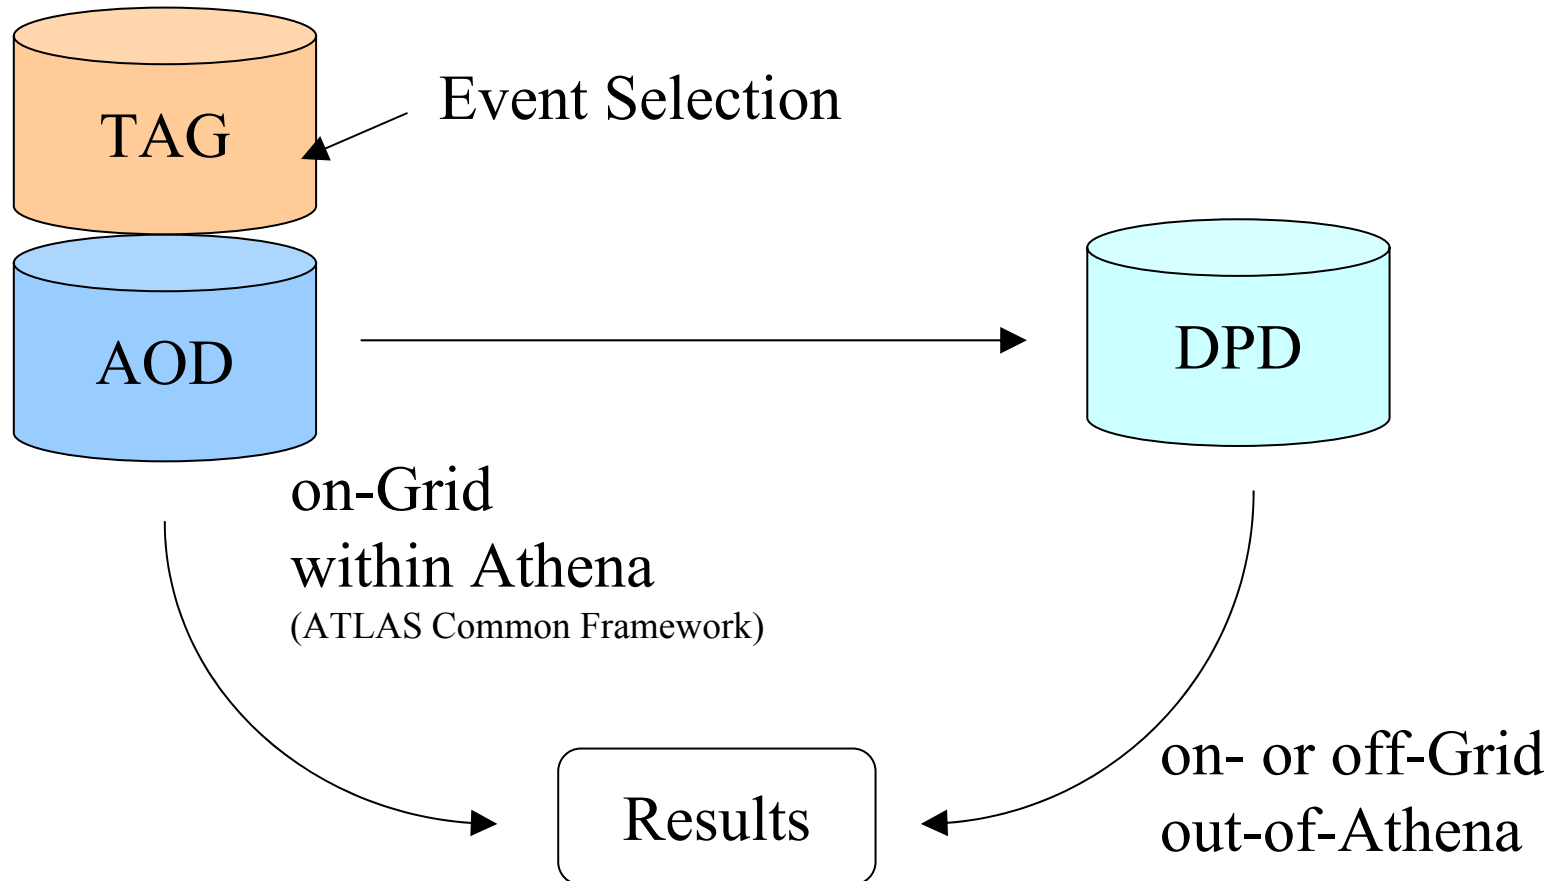 TAG
Event Selection
AOD
DPD
on-Grid
within Athena
(ATLAS Common Framework)
Results
on- or off-Grid
out-of-Athena